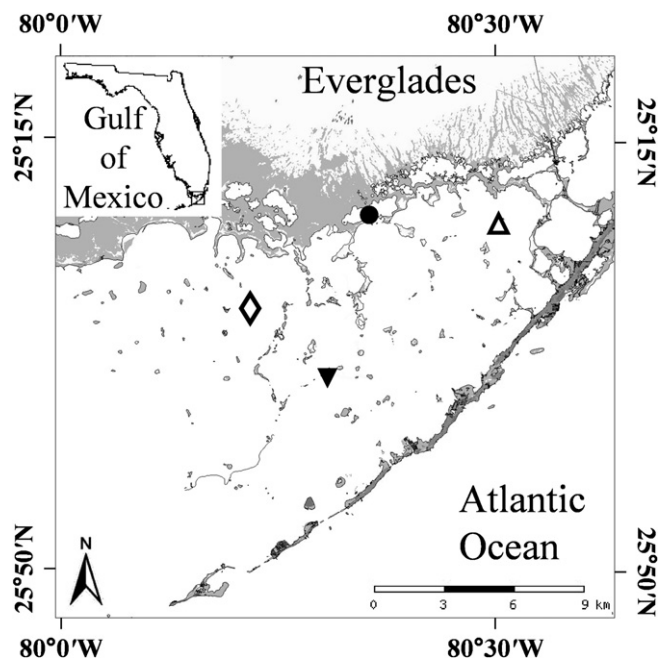 80°0′W 80°30′W
Everglades
Gulf
of
Mexico
25°15′N 25°15′N
N
Atlantic
Ocean
25°50′N 25°50′N
0 3 6 9 km
80°0′W 80°30′W